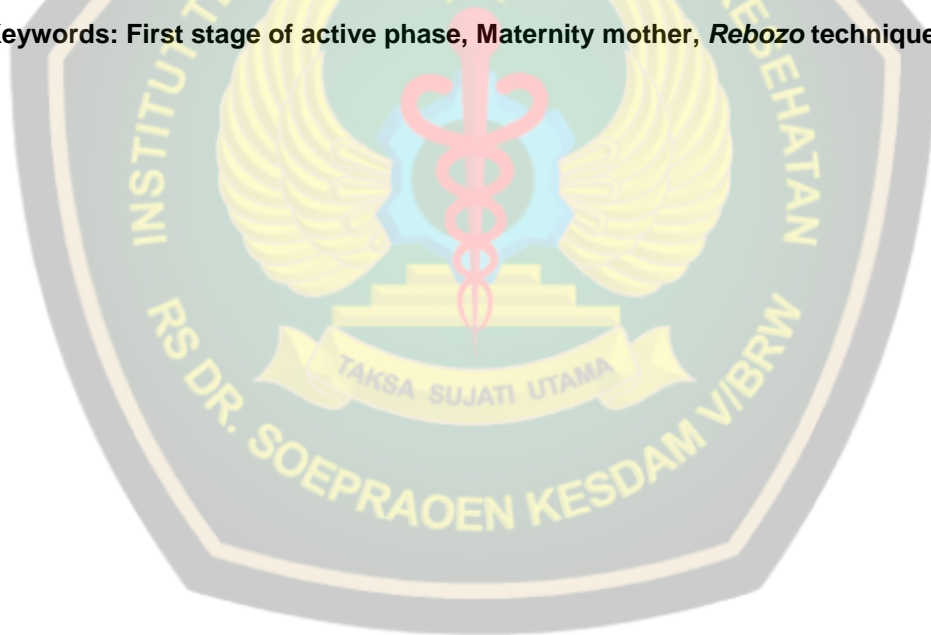 Keywords: First stage of active phase, Maternity mother, Rebozo technique
INSTITUT TE
KESEHATAN
TAKSA SUJATI UTAMA
RS DR. SOEPRAOEN KESDAM V/BRW